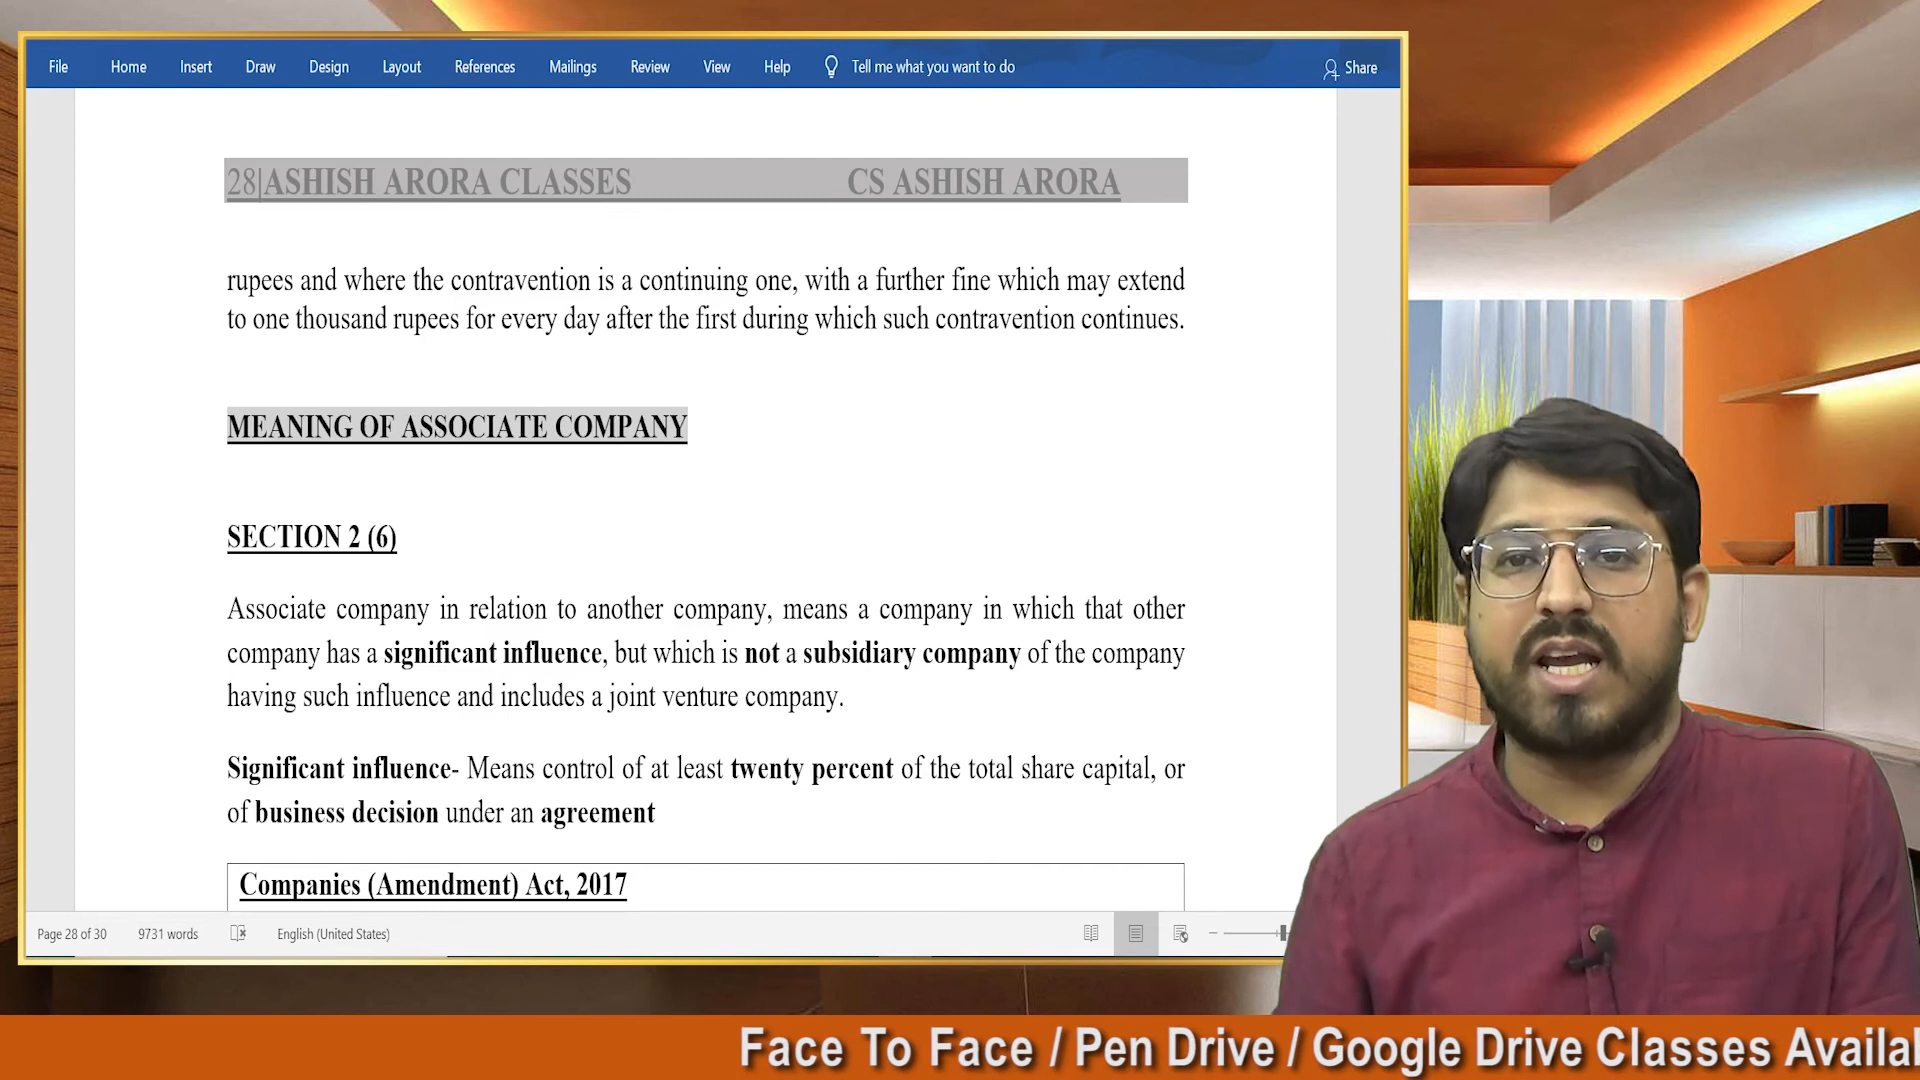 File Home Insert Draw Design Layout References Mailings Review View Help Tell me what you want to do Share
28|ASHISH ARORA CLASSES CS ASHISH ARORA
rupees and where the contravention is a continuing one, with a further fine which may extend
to one thousand rupees for every day after the first during which such contravention continues.
MEANING OF ASSOCIATE COMPANY
SECTION 2 (6)
Associate company in relation to another company, means a company in which that other
company has a significant influence, but which is not a subsidiary company of the company
having such influence and includes a joint venture company.
Significant influence- Means control of at least twenty percent of the total share capital, or
of business decision under an agreement
Companies (Amendment) Act, 2017
Page 28 of 30 9731 words English (United States)
Face To Face / Pen Drive / Google Drive Classes Availal